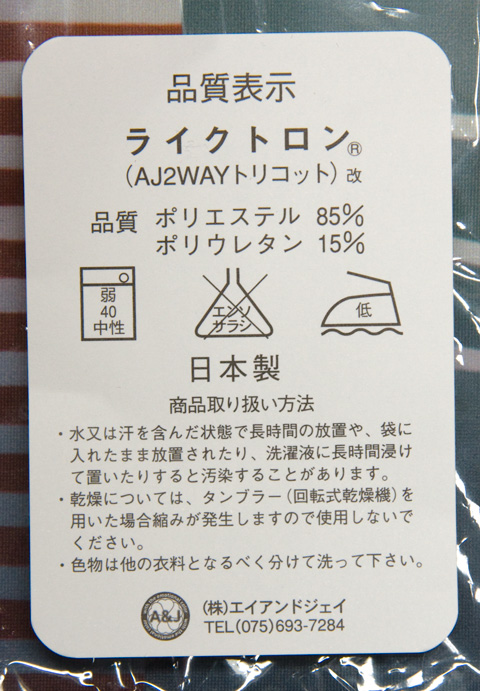 品質表示
ライクトロン®
(AJ2WAYトリコット)改
品質 ポリエステル 85%
ポリウレタン 15%
弱
40
中性
エンソ
サラシ
低
日本製
商品取り扱い方法
・水又は汗を含んだ状態で長時間の放置や、袋に
入れたまま放置されたり、洗濯液に長時間浸け
て置いたりすると汚染することがあります。
・乾燥については、タンブラー(回転式乾燥機)を
用いた場合縮みが発生しますので使用しないで
ください。
・色物は他の衣料となるべく分けて洗って下さい。
A&J
(株)エイアンドジェイ
TEL(075)693-7284